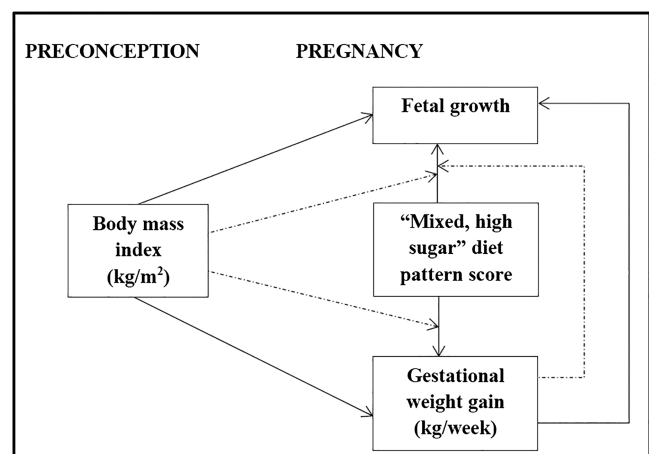 PRECONCEPTION
PREGNANCY
Fetal growth
Body mass
index
(kg/m²)
“Mixed, high
sugar” diet
pattern score
Gestational
weight gain
(kg/week)